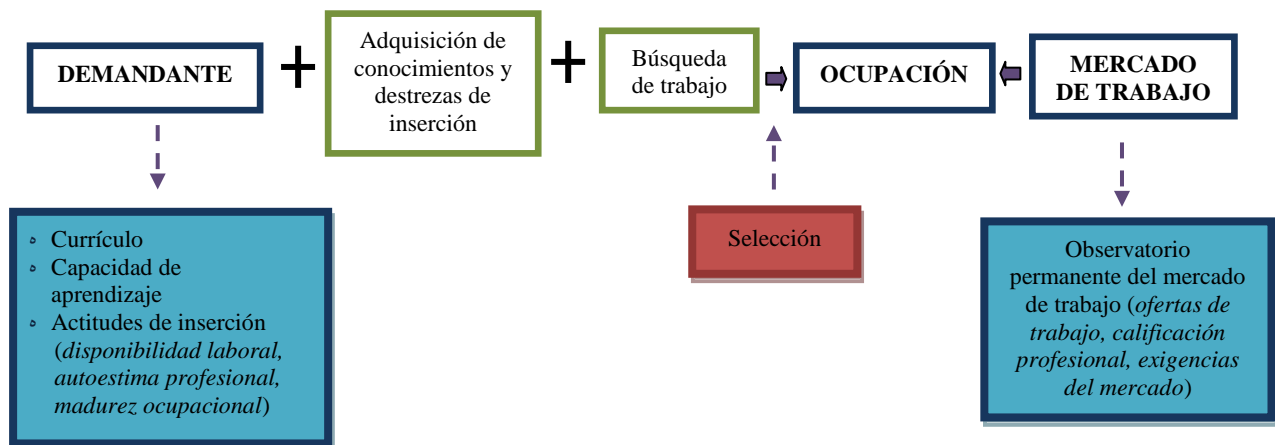 DEMANDANTE
+
Adquisición de
conocimientos y
destrezas de
inserción
+
Búsqueda
de trabajo
OCUPACIÓN
MERCADO
DE TRABAJO
Currículo
Capacidad de
aprendizaje
Actitudes de inserción
(disponibilidad laboral,
autoestima profesional,
madurez ocupacional)
Selección
Observatorio
permanente del mercado
de trabajo (ofertas de
trabajo, calificación
profesional, exigencias
del mercado)